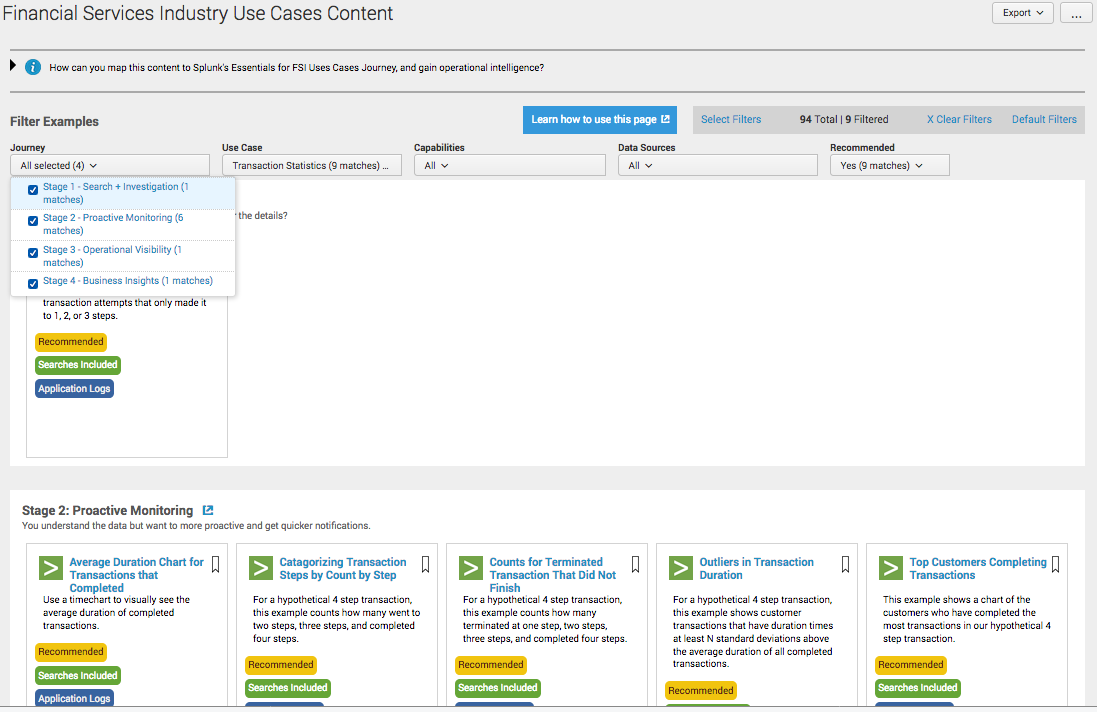 Financial Services Industry Use Cases Content
Export
...
How can you map this content to Splunk's Essentials for FSI Uses Cases Journey, and gain operational intelligence?
Filter Examples
Learn how to use this page
Select Filters
94 Total | 9 Filtered
X Clear Filters
Default Filters
Journey
Use Case
Capabilities
Data Sources
Recommended
All selected (4)
Transaction Statistics (9 matches) ...
All
All
Yes (9 matches)
Stage 1 - Search + Investigation (1
matches)
Stage 2 - Proactive Monitoring (6
matches)
Stage 3 - Operational Visibility (1
matches)
Stage 4 - Business Insights (1 matches)
the details?
transaction attempts that only made it
to 1, 2, or 3 steps.
Recommended
Searches Included
Application Logs
Stage 2: Proactive Monitoring
You understand the data but want to more proactive and get quicker notifications.
Average Duration Chart for
Transactions that
Completed
Use a timechart to visually see the
average duration of completed
transactions.
Recommended
Searches Included
Application Logs
Catagorizing Transaction
Steps by Count by Step
For a hypothetical 4 step transaction,
this example counts how many went to
two steps, three steps, and completed
four steps.
Recommended
Searches Included
Counts for Terminated
Transaction That Did Not
Finish
For a hypothetical 4 step transaction,
this example counts how many
terminated at one step, two steps,
three steps, and completed four steps.
Recommended
Searches Included
Outliers in Transaction
Duration
For a hypothetical 4 step transaction,
this example shows customer
transactions that have duration times
at least N standard deviations above
the average duration of all completed
transactions.
Recommended
Top Customers Completing
Transactions
This example shows a chart of the
customers who have completed the
most transactions in our hypothetical 4
step transaction.
Recommended
Searches Included